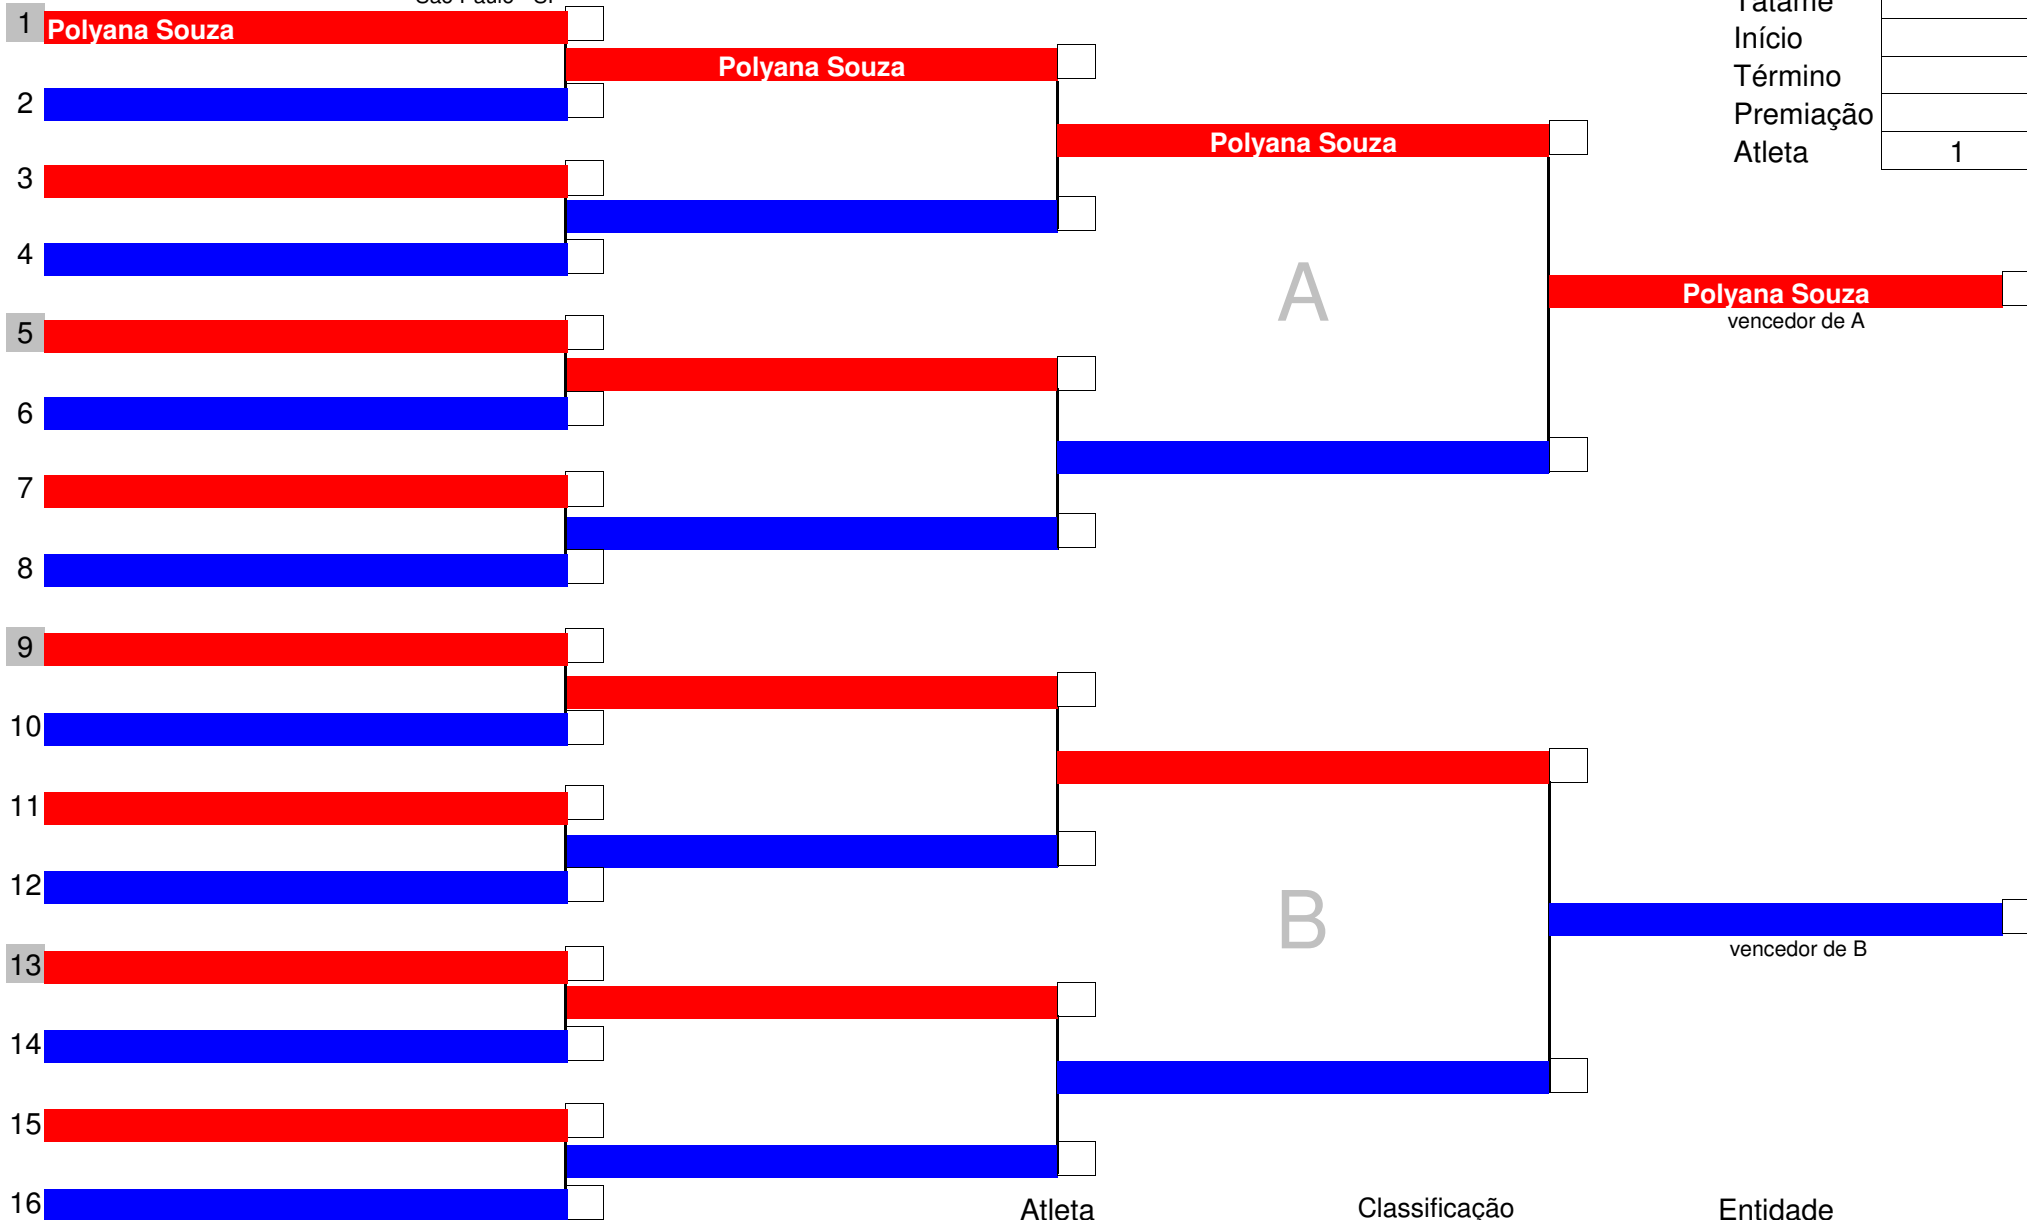 1 Polyana Souza
Polyana Souza
2
Polyana Souza
3
4
5
6
7
8
9
10
11
12
13
14
15
16
A
B
Polyana Souza
vencedor de A
vencedor de B
Tatame
Início
Término
Premiação
Atleta 1
Atleta Classificação Entidade